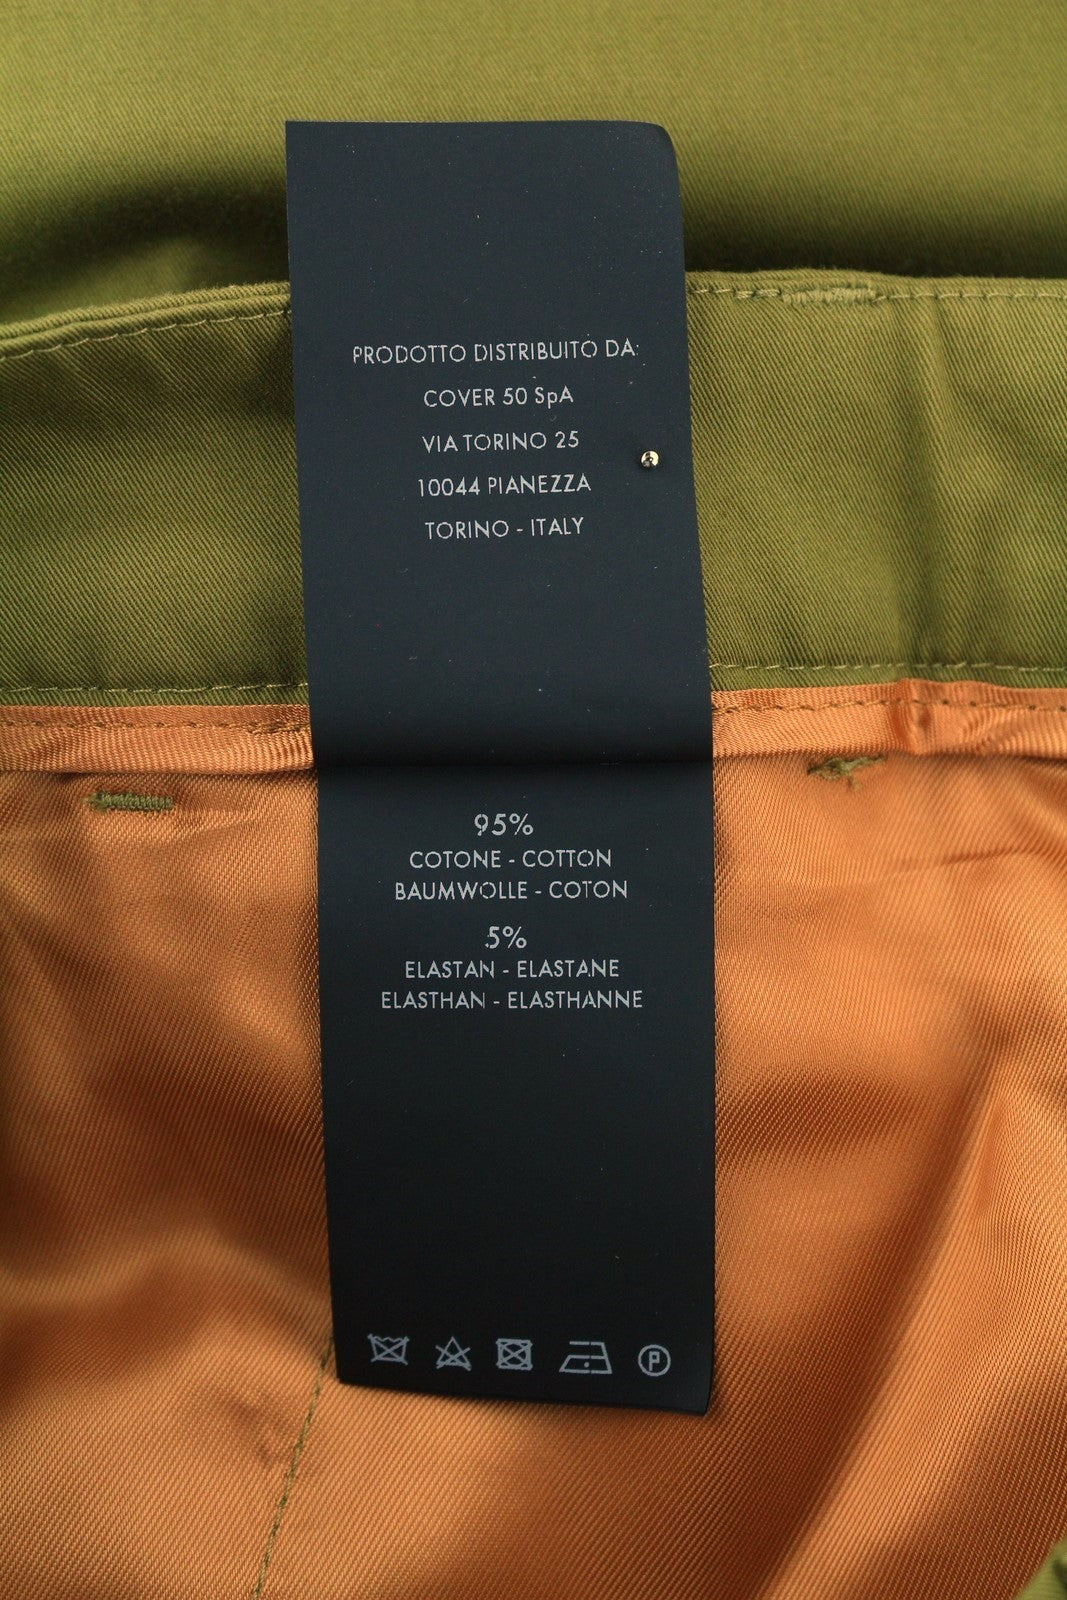 PRODOTTO DISTRIBUITO DA:
COVER 50 SpA
VIA TORINO 25
10044 PIANEZZA
TORINO - ITALY
95%
COTONE - COTTON
BAUMWOLLE - COTON
5%
ELASTAN - ELASTANE
ELASTHAN - ELASTHANNE
P